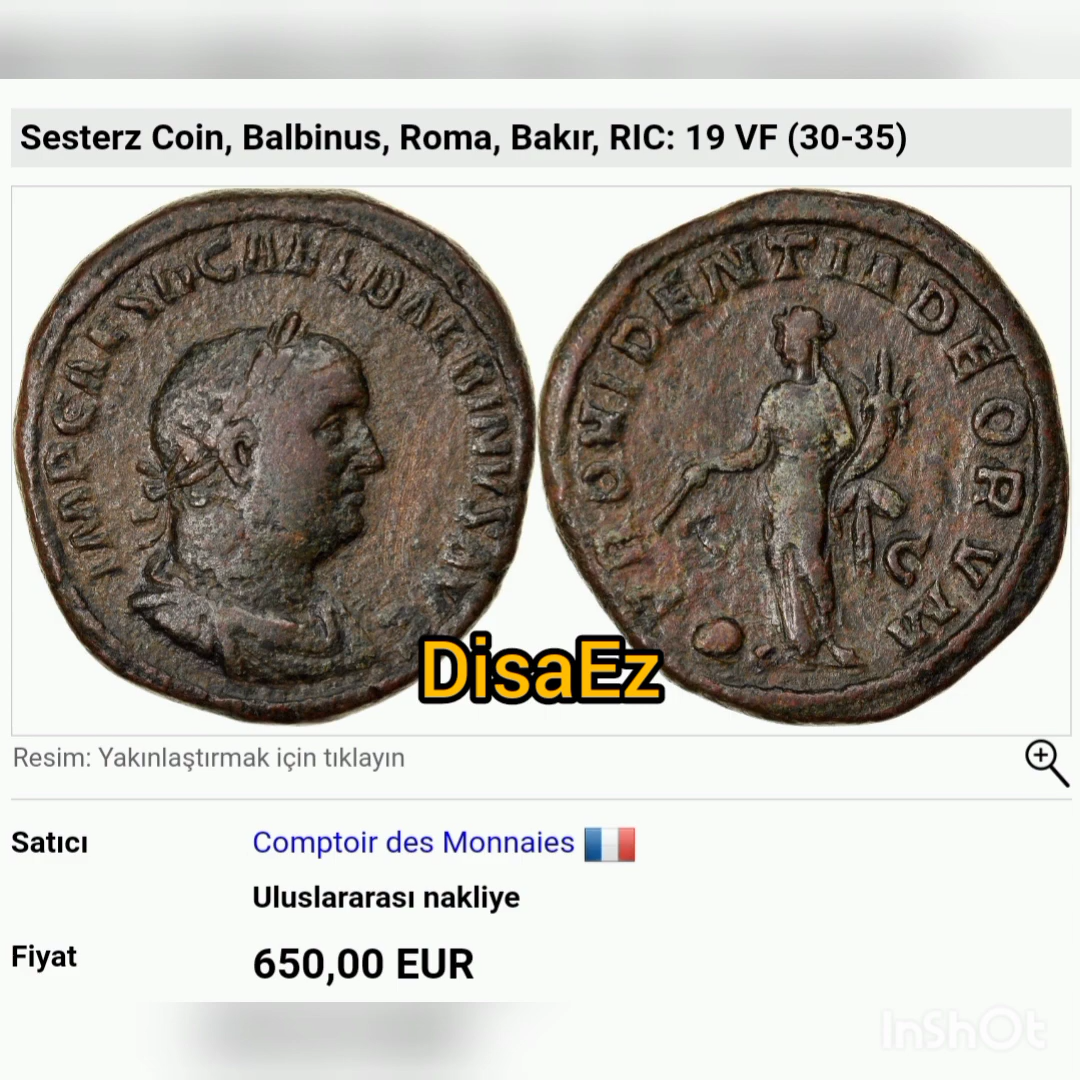 Sesterz Coin, Balbinus, Roma, Bakır, RIC: 19 VF (30-35)
DEORVM
C
DisaEz
Resim: Yakınlaştırmak için tıklayın
Satıcı
Comptoir des Monnaies
Uluslararası nakliye
Fiyat
650,00 EUR
InShOt